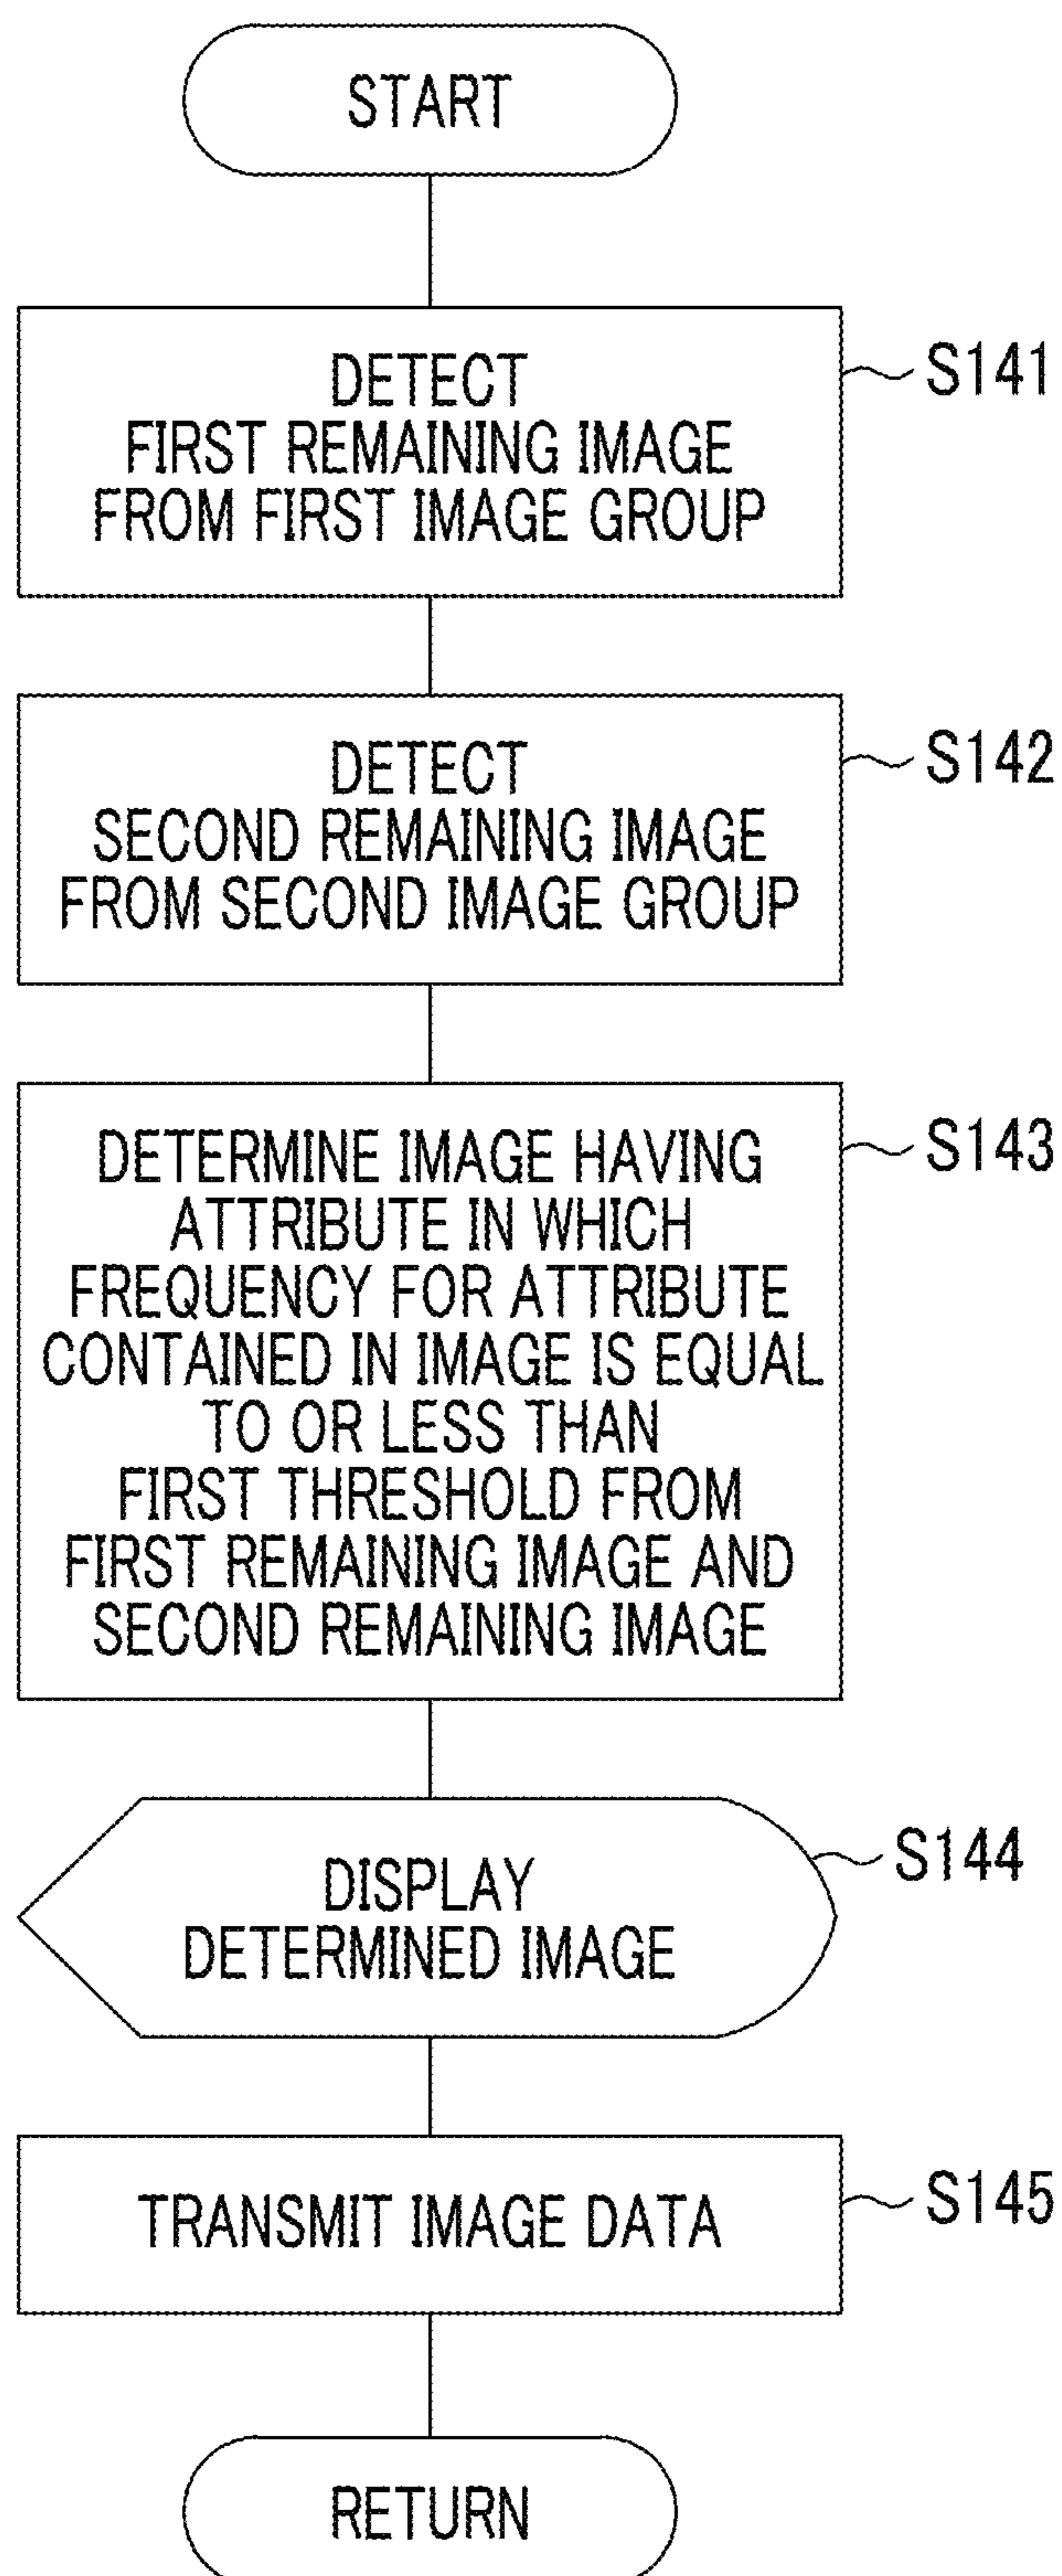 START
DETECT
FIRST REMAINING IMAGE
FROM FIRST IMAGE GROUP
S141
DETECT
SECOND REMAINING IMAGE
FROM SECOND IMAGE GROUP
S142
DETERMINE IMAGE HAVING
ATTRIBUTE IN WHICH
FREQUENCY FOR ATTRIBUTE
CONTAINED IN IMAGE IS EQUAL
TO OR LESS THAN
FIRST THRESHOLD FROM
FIRST REMAINING IMAGE AND
SECOND REMAINING IMAGE
S143
DISPLAY
DETERMINED IMAGE
S144
TRANSMIT IMAGE DATA
S145
RETURN